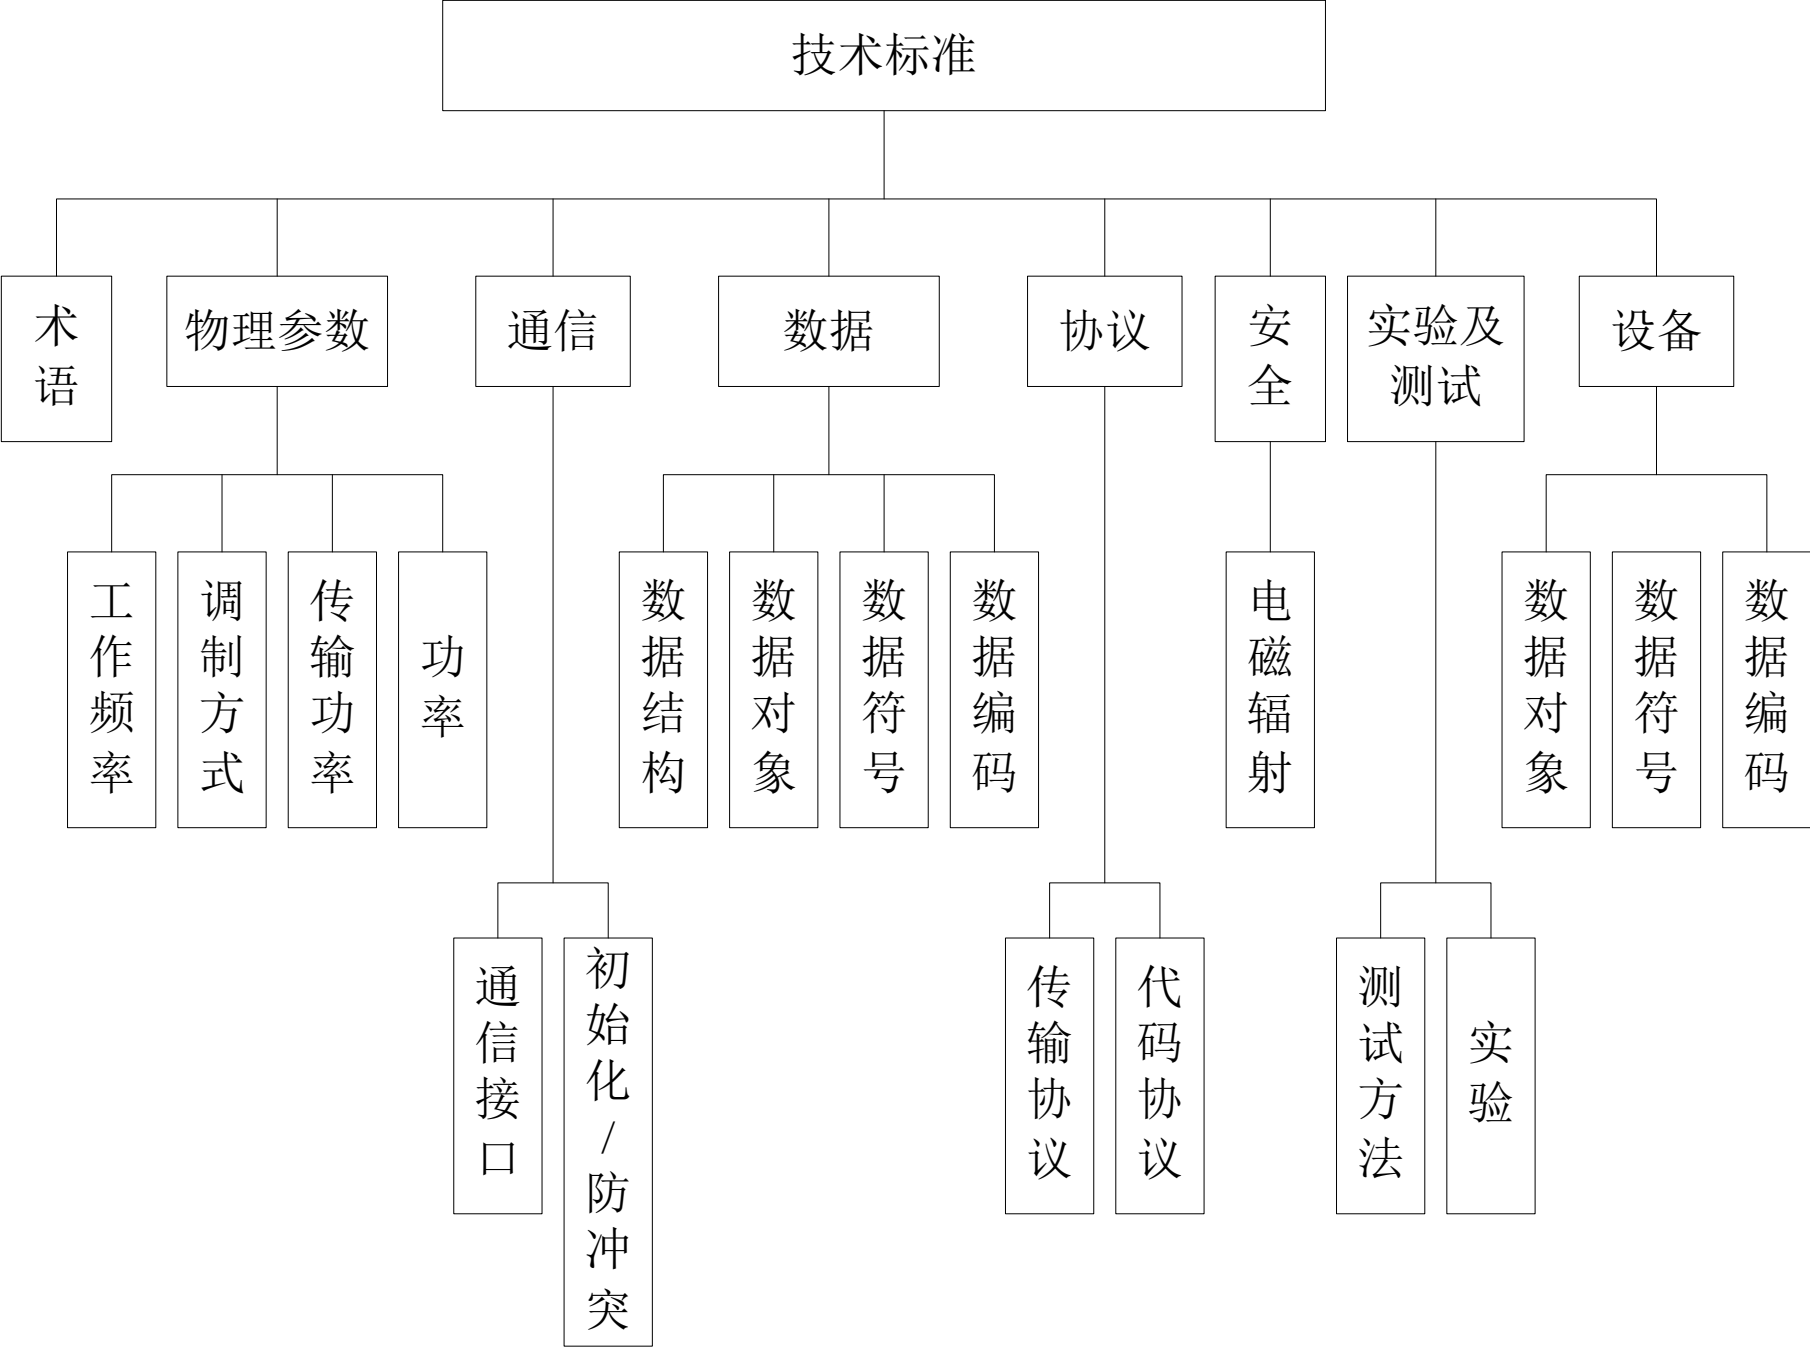 技术标准
术语
物理参数
通信
数据
协议
安全
实验及
测试
设备
工作频率
调制方式
传输功率
功率
数据结构
数据对象
数据符号
数据编码
电磁辐射
数据对象
数据符号
数据编码
通信接口
初始化/防冲突
传输协议
代码协议
测试方法
实验